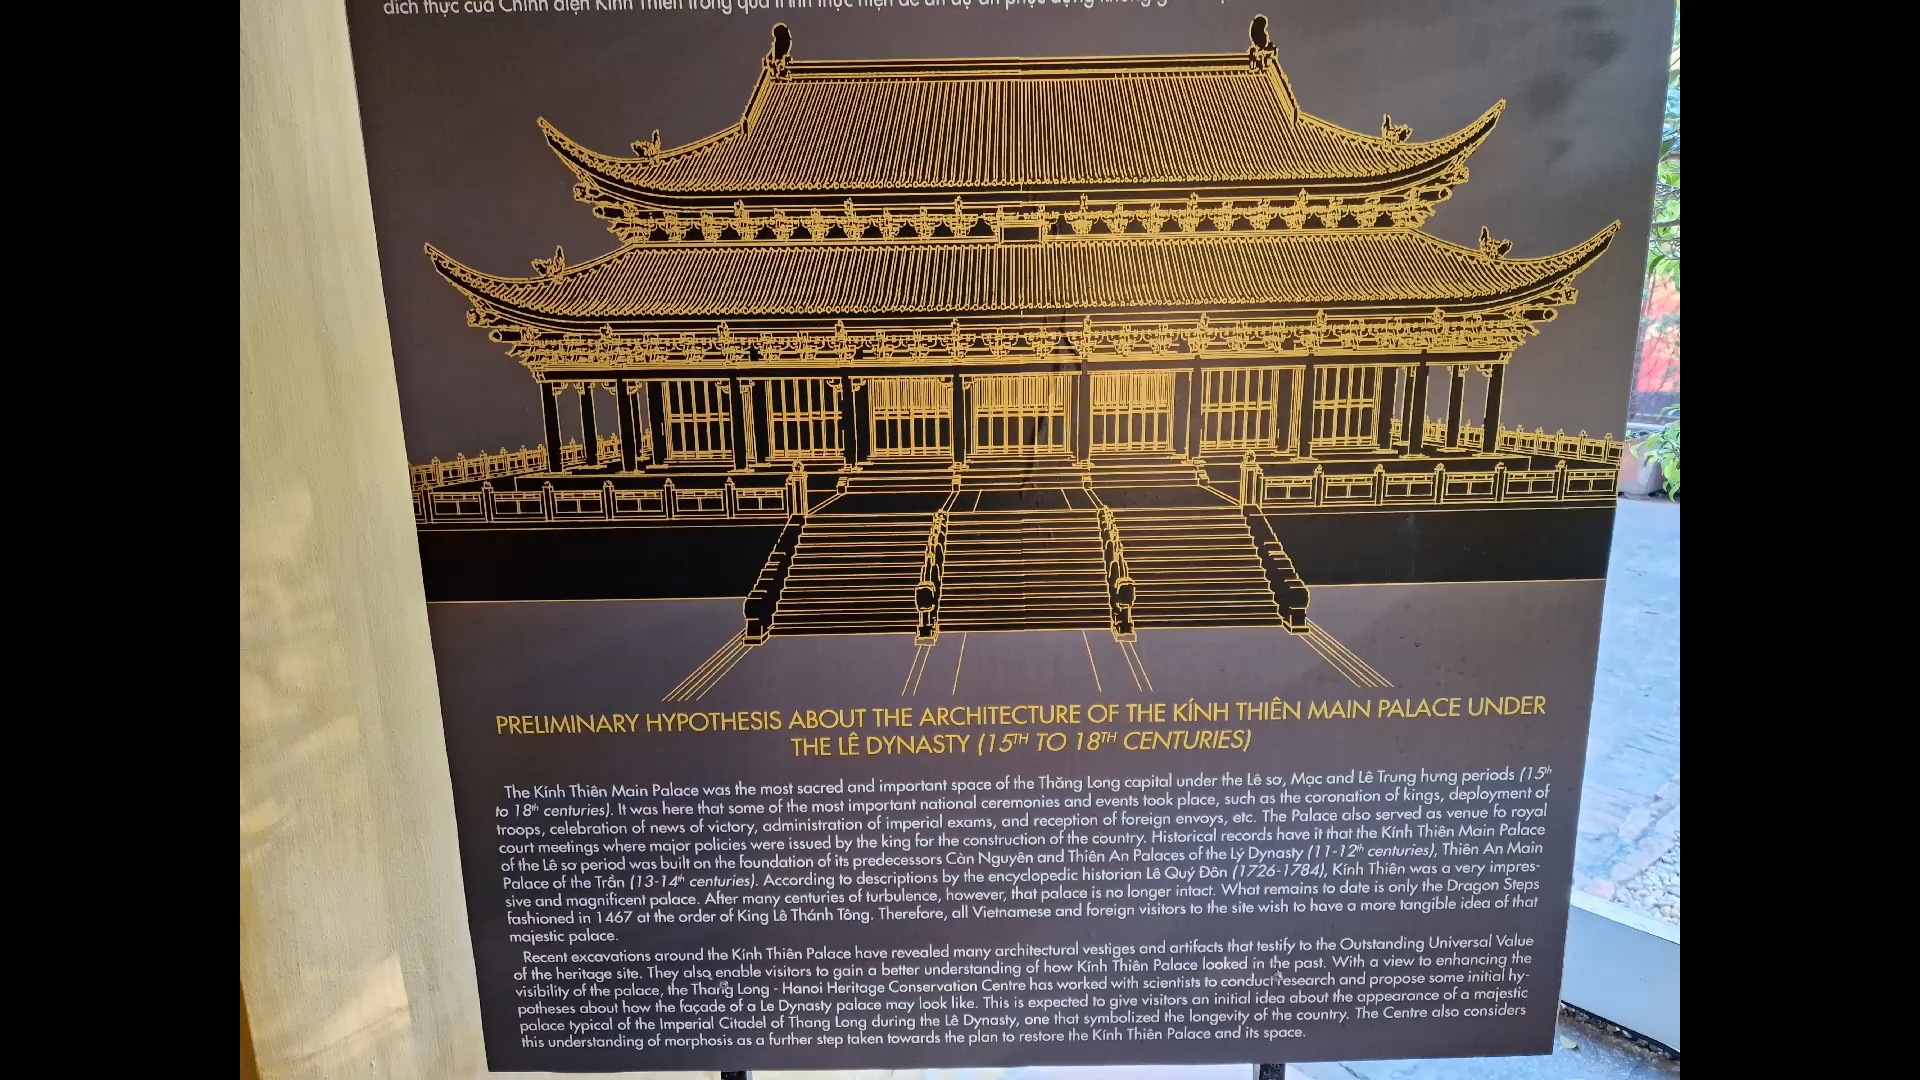 đích thực của Chính điện Kính Thiên trong quá trình thực hiện đề án dự án phục dựng không
PRELIMINARY HYPOTHESIS ABOUT THE ARCHITECTURE OF THE KÍNH THIÊN MAIN PALACE UNDER
THE LÊ DYNASTY (15TH TO 18TH CENTURIES)
The Kính Thiên Main Palace was the most sacred and important space of the Thăng Long capital under the Lê sơ, Mạc and Lê Trung hưng periods (15th
to 18th centuries). It was here that some of the most important national ceremonies and events took place, such as the coronation of kings, deployment of
troops, celebration of news of victory, administration of imperial exams, and reception of foreign envoys, etc. The Palace also served as venue fo royal
court meetings where major policies were issued by the king for the construction of the country. Historical records have it that the Kính Thiên Main Palace
of the Lê sơ period was built on the foundation of its predecessors Càn Nguyên and Thiên An Palaces of the Lý Dynasty (11-12th centuries), Thiên An Main
Palace of the Trần (13-14th centuries). According to descriptions by the encyclopedic historian Lê Quý Đôn (1726-1784), Kính Thiên was a very impres-
sive and magnificent palace. After many centuries of turbulence, however, that palace is no longer intact. What remains to date is only the Dragon Steps
fashioned in 1467 at the order of King Lê Thánh Tông. Therefore, all Vietnamese and foreign visitors to the site wish to have a more tangible idea of that
majestic palace.
Recent excavations around the Kính Thiên Palace have revealed many architectural vestiges and artifacts that testify to the Outstanding Universal Value
of the heritage site. They also enable visitors to gain a better understanding of how Kính Thiên Palace looked in the past. With a view to enhancing the
visibility of the palace, the Thang Long - Hanoi Heritage Conservation Centre has worked with scientists to conduct research and propose some initial hy-
potheses about how the façade of a Le Dynasty palace may look like. This is expected to give visitors an initial idea about the appearance of a majestic
palace typical of the Imperial Citadel of Thang Long during the Lê Dynasty, one that symbolized the longevity of the country. The Centre also considers
this understanding of morphosis as a further step taken towards the plan to restore the Kính Thiên Palace and its space.